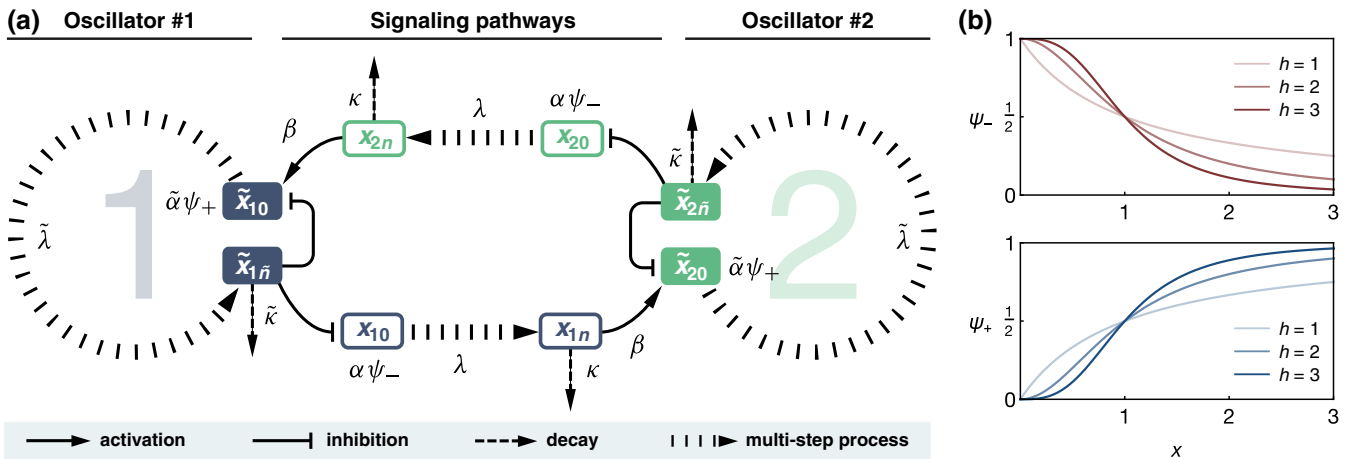 (a) Oscillator #1 Signaling pathways Oscillator #2
κ λ αψ₋
β x₂ₙ x₂₀ κ̃
1 α̃ψ₊ x̃₁₀ x̃₂ñ 2
λ̃ λ̃
x̃₁ñ x̃₂₀ α̃ψ₊
κ̃ x₁₀ x₁ₙ β
αψ₋ λ κ
activation inhibition decay multi-step process
(b)
1
h = 1
h = 2
h = 3
ψ₋ 1/2
0
1 2 3
1
ψ₊ 1/2
h = 1
h = 2
h = 3
0
1 2 3
x